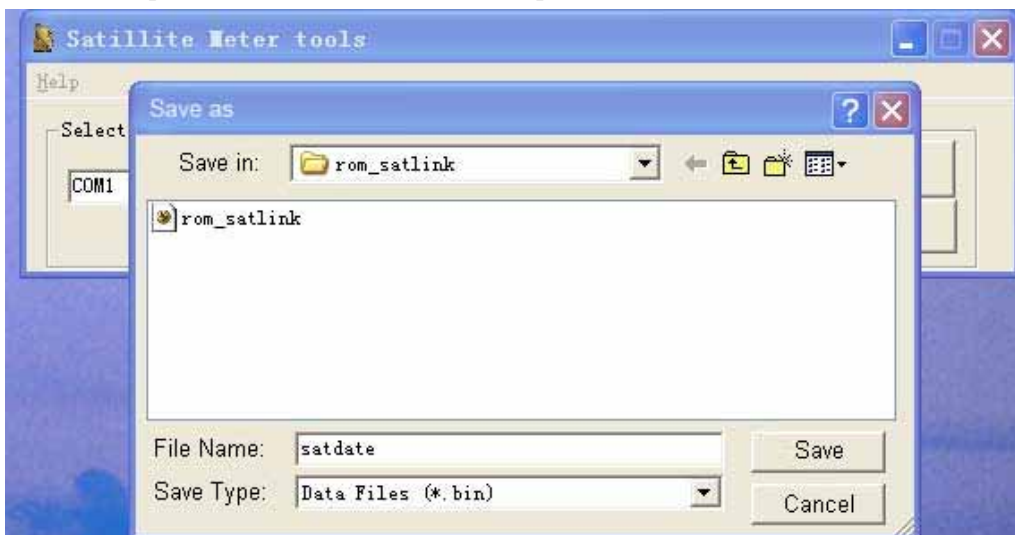 Satillite Meter tools
Help
Save as
Select
Save in: rom_satlink
COM1
rom_satlink
File Name: satdate
Save
Save Type: Data Files (*.bin)
Cancel